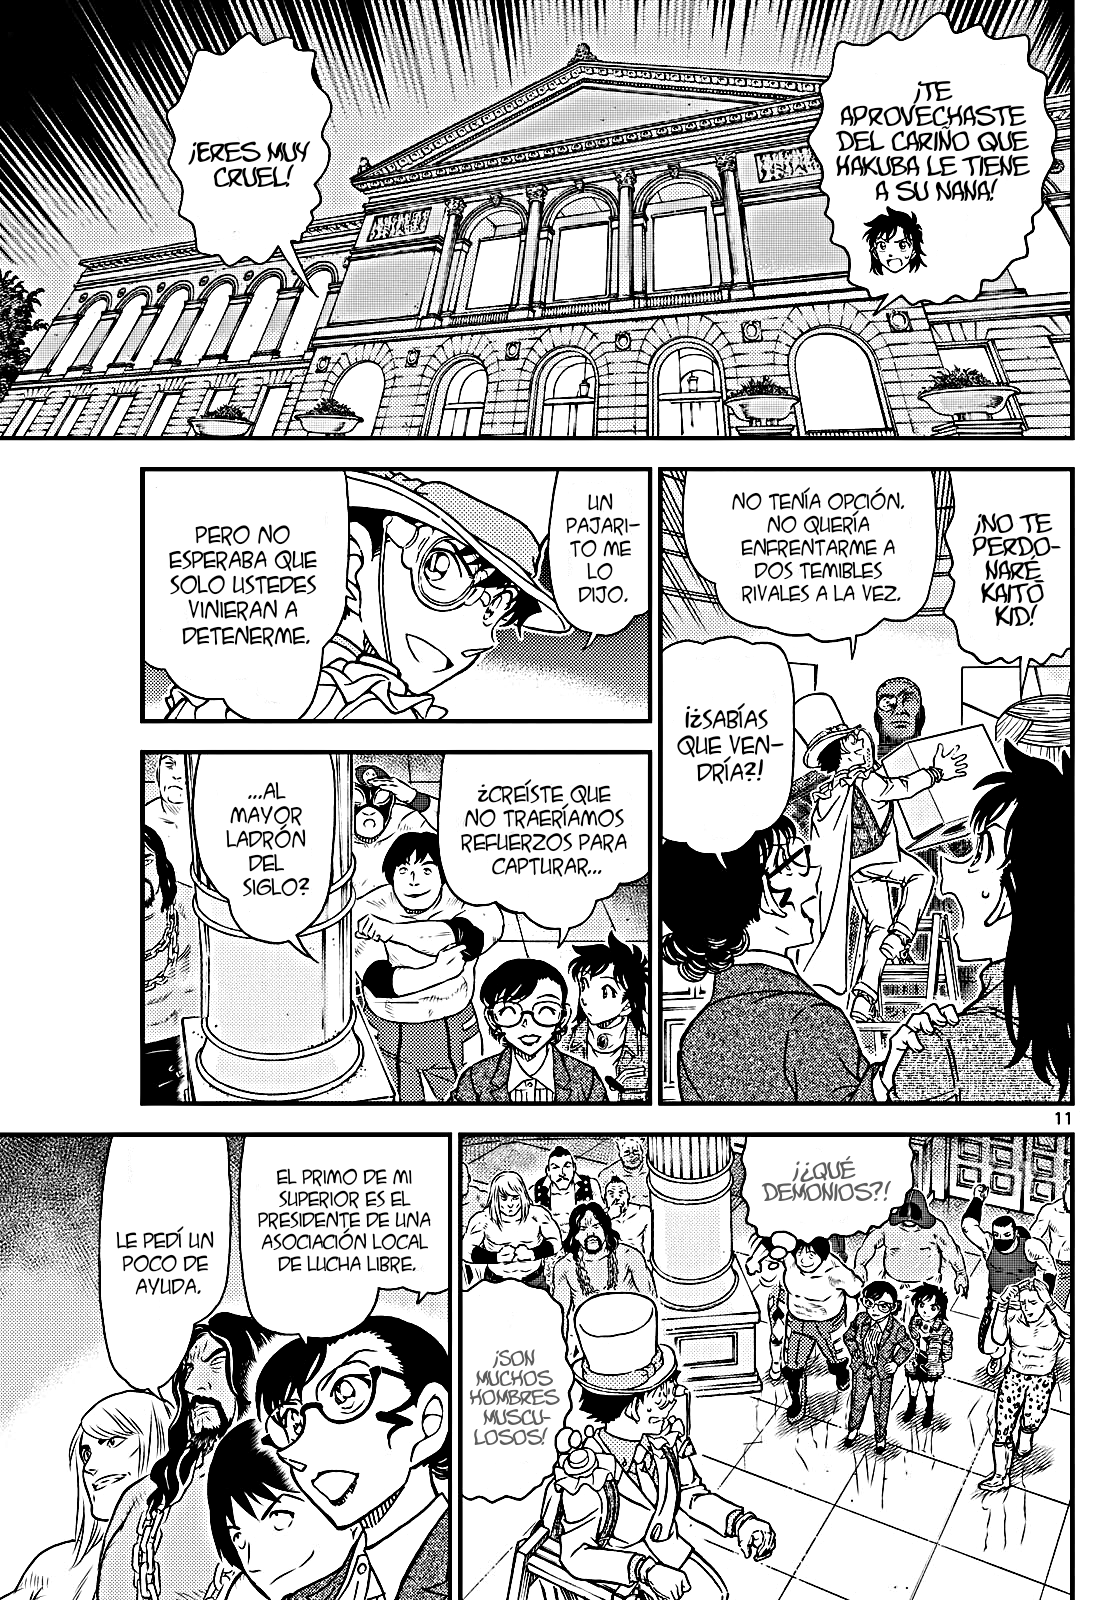 ¡TE
APROVECHASTE
DEL CARIÑO QUE
HAKUBA LE TIENE
A SU NANA!
¡ERES MUY
CRUEL!
¡NO TE
PERDO-
NARÉ
KAITO
KID!
NO TENÍA OPCIÓN.
NO QUERÍA
ENFRENTARME A
DOS TEMIBLES
RIVALES A LA VEZ.
¡¿SABÍAS
QUE VEN-
DRÍA?!
UN
PAJARI-
TO ME
LO
DIJO.
PERO NO
ESPERABA QUE
SOLO USTEDES
VINIERAN A
DETENERME.
¿CREÍSTE QUE
NO TRAERÍAMOS
REFUERZOS PARA
CAPTURAR...
...AL
MAYOR
LADRÓN
DEL
SIGLO?
11
¡¿QUÉ
DEMONIOS?!
¡SON
MUCHOS
HOMBRES
MUSCU-
LOSOS!
EL PRIMO DE MI
SUPERIOR ES EL
PRESIDENTE DE UNA
ASOCIACIÓN LOCAL
DE LUCHA LIBRE.
LE PEDÍ UN
POCO DE
AYUDA.